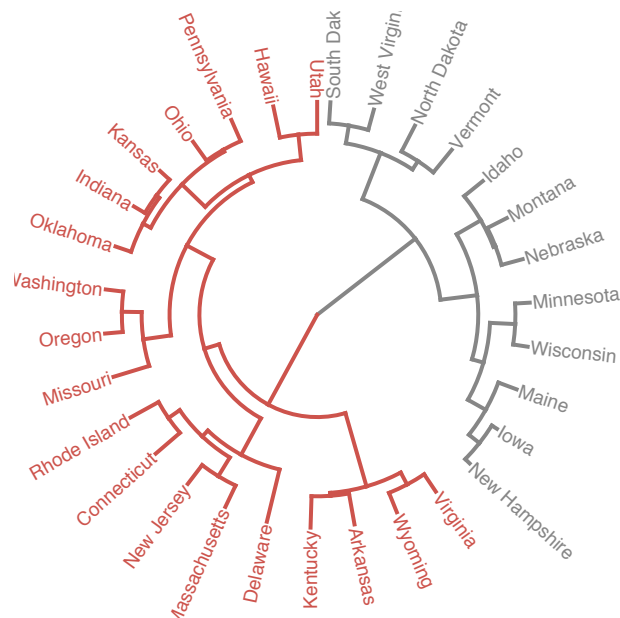 South Dak
West Virgin
North Dakota
Vermont
Idaho
Montana
Nebraska
Minnesota
Wisconsin
Maine
Iowa
New Hampshire
Virginia
Wyoming
Arkansas
Kentucky
Delaware
Massachusetts
New Jersey
Connecticut
Rhode Island
Missouri
Oregon
Washington
Oklahoma
Indiana
Kansas
Ohio
Pennsylvania
Hawaii
Utah